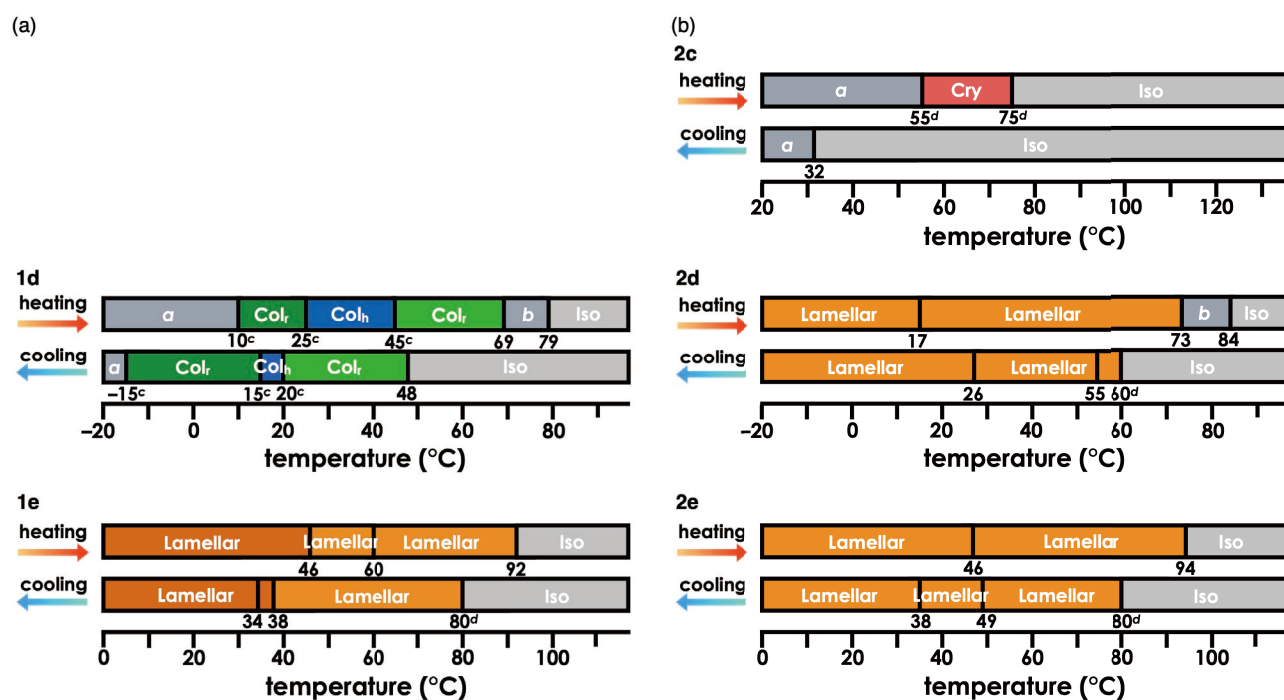 (a)
(b)
2c
heating
a Cry Iso
55ᵈ 75ᵈ
cooling
a Iso
32
20 40 60 80 100 120
temperature (°C)
1d
heating
a Colᵣ Colₕ Colᵣ b Iso
10ᶜ 25ᶜ 45ᶜ 69 79
cooling
a Colᵣ Colₕ Colᵣ Iso
–15ᶜ 15ᶜ 20ᶜ 48
–20 0 20 40 60 80
temperature (°C)
2d
heating
Lamellar Lamellar b Iso
17 73 84
cooling
Lamellar Lamellar Iso
26 55 60ᵈ
–20 0 20 40 60 80
temperature (°C)
1e
heating
Lamellar Lamellar Lamellar Iso
46 60 92
cooling
Lamellar Lamellar Iso
34 38 80ᵈ
0 20 40 60 80 100
temperature (°C)
2e
heating
Lamellar Lamellar Iso
46 94
cooling
Lamellar Lamellar Lamellar Iso
38 49 80ᵈ
0 20 40 60 80 100
temperature (°C)